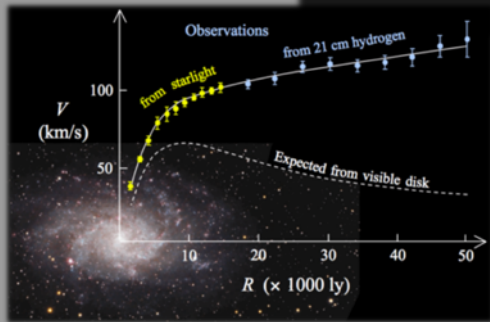 Observations
from 21 cm hydrogen
from starlight
100
V
(km/s)
50
Expected from visible disk
10
20
30
40
50
R (× 1000 ly)